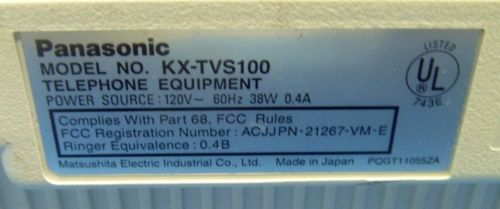 Panasonic
MODEL NO. KX-TVS100
TELEPHONE EQUIPMENT
POWER SOURCE : 120V~ 60Hz 38W 0.4A
LISTED
UL
®
743E
Complies With Part 68, FCC Rules
FCC Registration Number : ACJJPN-21267-VM-E
Ringer Equivalence : 0.4B
Matsushita Electric Industrial Co., Ltd. Made in Japan PQGT11055ZA